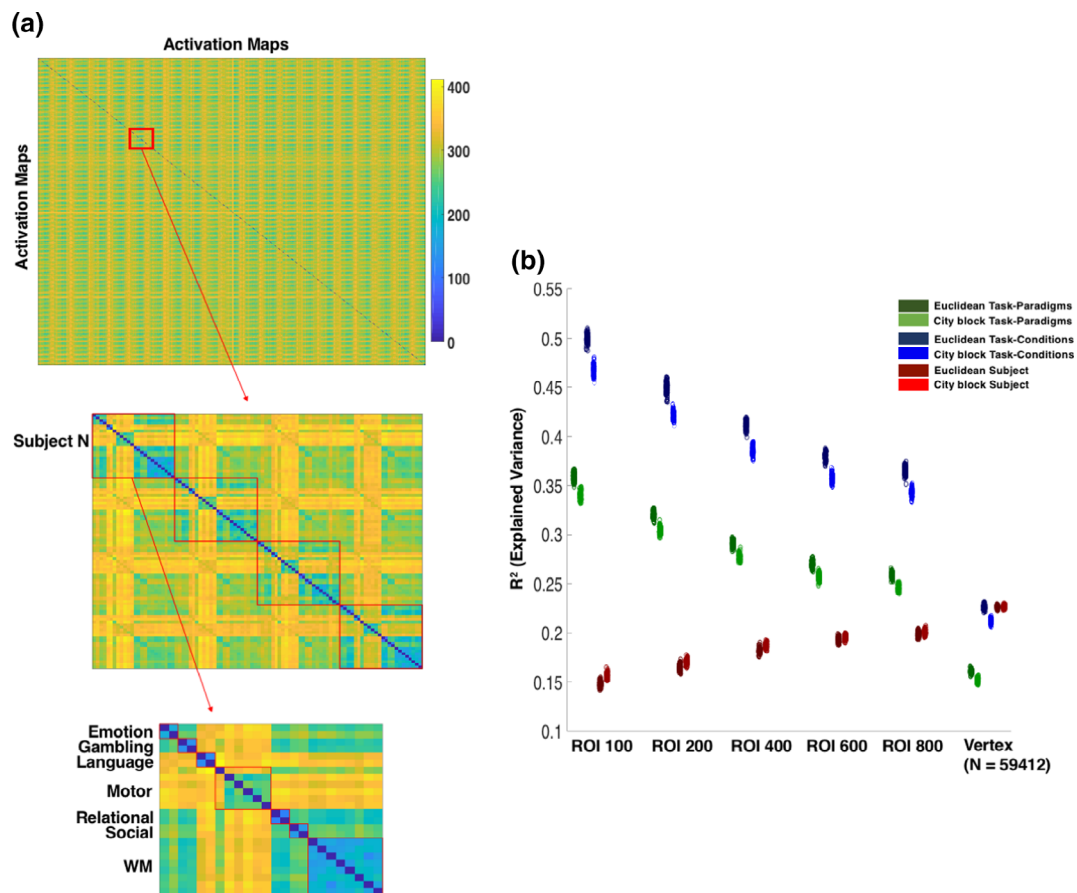 (a)
Activation Maps
Activation Maps
400
300
200
100
0
Subject N
Emotion
Gambling
Language
Motor
Relational
Social
WM
(b)
R² (Explained Variance)
0.55
0.5
0.45
0.4
0.35
0.3
0.25
0.2
0.15
0.1
Euclidean Task-Paradigms
City block Task-Paradigms
Euclidean Task-Conditions
City block Task-Conditions
Euclidean Subject
City block Subject
ROI 100
ROI 200
ROI 400
ROI 600
ROI 800
Vertex
(N = 59412)